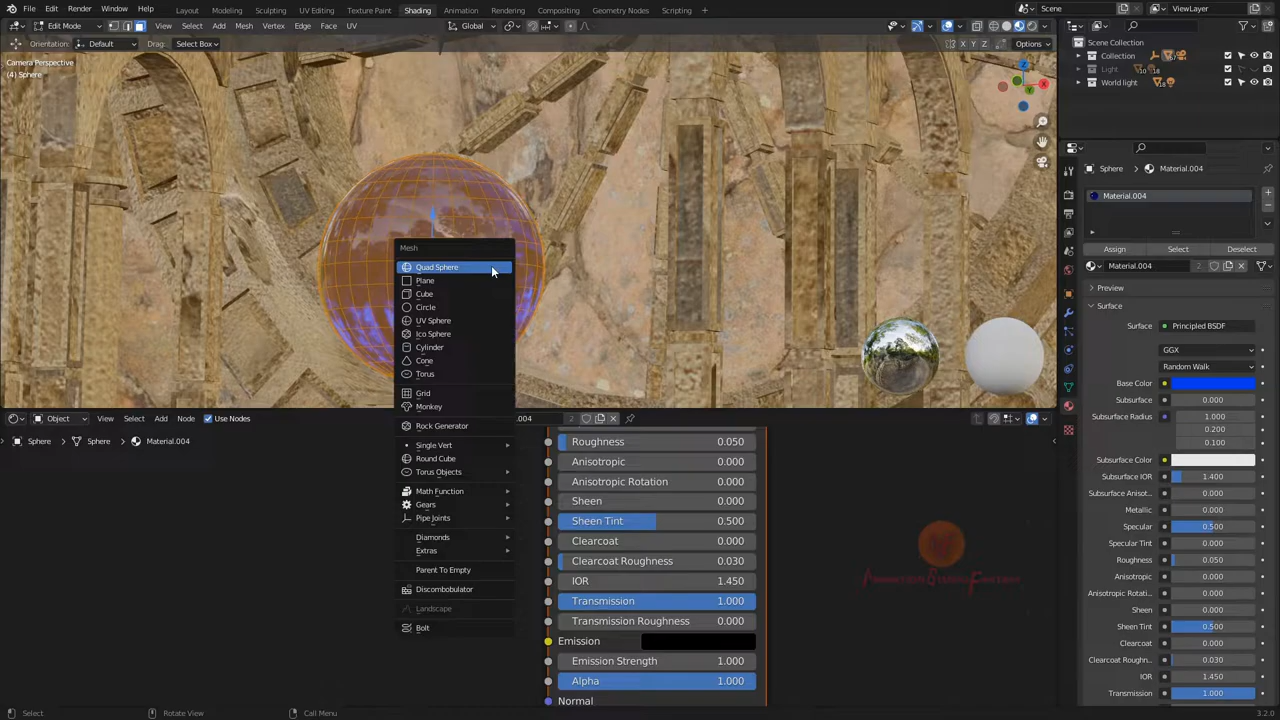 File Edit Render Window Help Layout Modeling Sculpting UV Editing Texture Paint Shading Animation Rendering Compositing Geometry Nodes Scripting Scene ViewLayer
Edit Mode View Select Add Mesh Vertex Edge Face UV Global
Orientation: Default Drag: Select Box X Y Z Options
Camera Perspective
(4) Sphere
Z
X
Y
Scene Collection
Collection
Light 10 18
World light 18
Sphere Material.004
Material.004
Assign Select Deselect
Material.004 2
Preview
Surface
Surface Principled BSDF
GGX
Random Walk
Base Color
Subsurface 0.000
Subsurface Radius 1.000
0.200
0.100
Subsurface Color
Subsurface IOR 1.400
Subsurface Anisot... 0.000
Metallic 0.000
Specular 0.500
Specular Tint 0.000
Roughness 0.050
Anisotropic 0.000
Anisotropic Rotati... 0.000
Sheen 0.000
Sheen Tint 0.500
Clearcoat 0.000
Clearcoat Roughn... 0.030
IOR 1.450
Transmission 1.000
Mesh
Quad Sphere
Plane
Cube
Circle
UV Sphere
Ico Sphere
Cylinder
Cone
Torus
Grid
Monkey
Rock Generator
Single Vert
Round Cube
Torus Objects
Math Function
Gears
Pipe Joints
Diamonds
Extras
Parent To Empty
Discombobulator
Landscape
Bolt
Object View Select Add Node Use Nodes .004 2
Sphere Sphere Material.004
Roughness 0.050
Anisotropic 0.000
Anisotropic Rotation 0.000
Sheen 0.000
Sheen Tint 0.500
Clearcoat 0.000
Clearcoat Roughness 0.030
IOR 1.450
Transmission 1.000
Transmission Roughness 0.000
Emission
Emission Strength 1.000
Alpha 1.000
Normal
Select Rotate View Call Menu 3.2.0